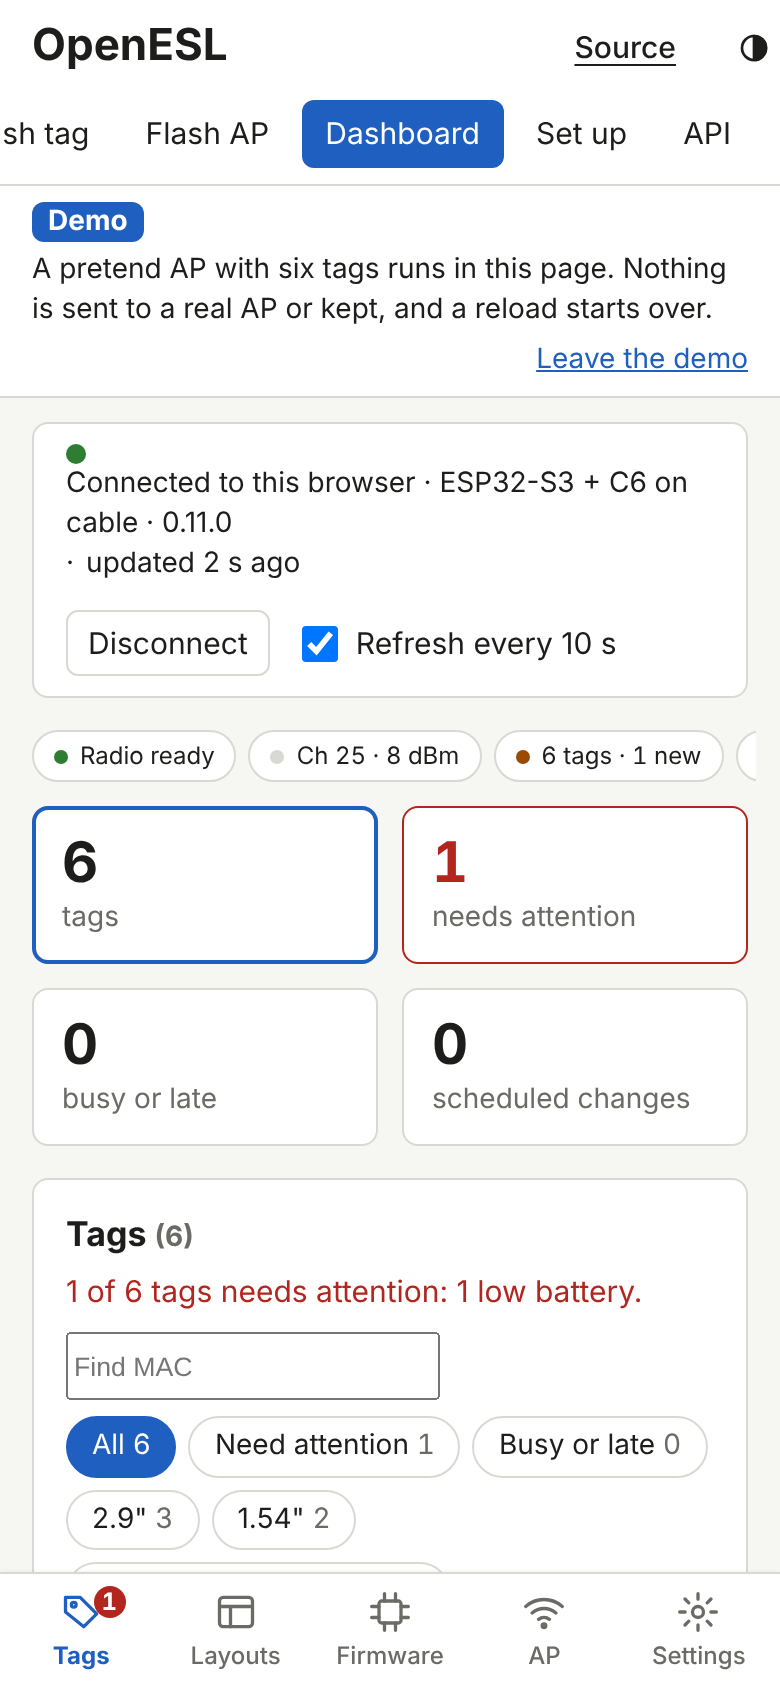 OpenESL
Source
sh tag
Flash AP
Dashboard
Set up
API
Demo
A pretend AP with six tags runs in this page. Nothing
is sent to a real AP or kept, and a reload starts over.
Leave the demo
Connected to this browser · ESP32-S3 + C6 on
cable · 0.11.0
· updated 2 s ago
Disconnect
Refresh every 10 s
Radio ready
Ch 25 · 8 dBm
6 tags · 1 new
6
tags
1
needs attention
0
busy or late
0
scheduled changes
Tags (6)
1 of 6 tags needs attention: 1 low battery.
Find MAC
All 6
Need attention 1
Busy or late 0
2.9" 3
1.54" 2
1
Tags
Layouts
Firmware
AP
Settings